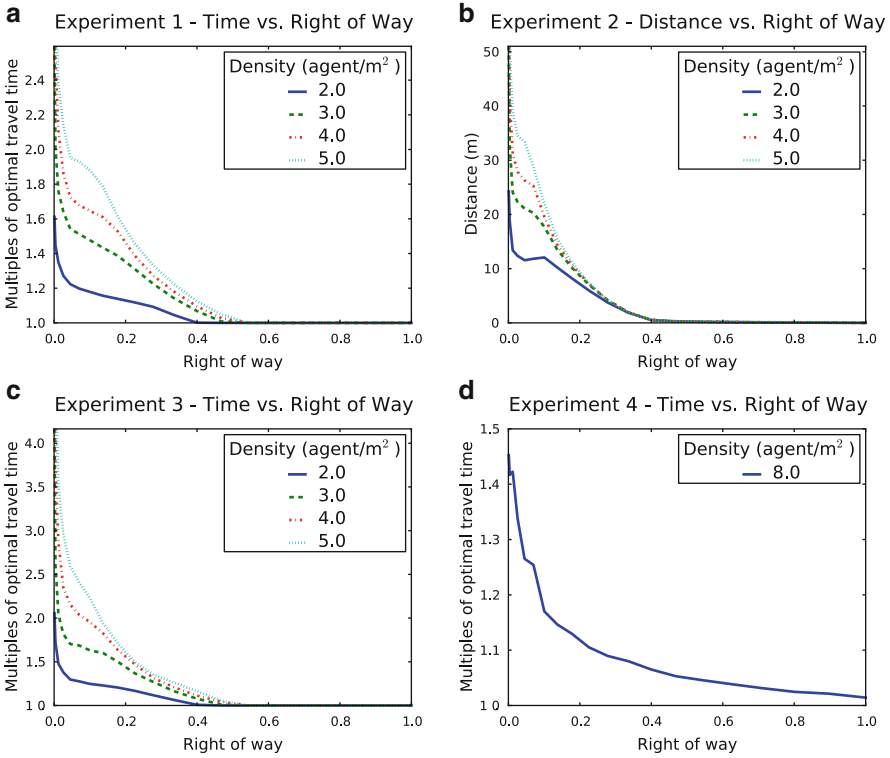 a
Experiment 1 - Time vs. Right of Way
Multiples of optimal travel time
2.4
2.2
2.0
1.8
1.6
1.4
1.2
1.0
0.0 0.2 0.4 0.6 0.8 1.0
Right of way
Density (agent/m²)
2.0
3.0
4.0
5.0
b
Experiment 2 - Distance vs. Right of Way
Distance (m)
50
40
30
20
10
0
0.0 0.2 0.4 0.6 0.8 1.0
Right of way
Density (agent/m²)
2.0
3.0
4.0
5.0
c
Experiment 3 - Time vs. Right of Way
Multiples of optimal travel time
4.0
3.5
3.0
2.5
2.0
1.5
1 0
0.0 0.2 0.4 0.6 0.8 1.0
Right of way
Density (agent/m²)
2.0
3.0
4.0
5.0
d
Experiment 4 - Time vs. Right of Way
Multiples of optimal travel time
1.5
1.4
1.3
1.2
1.1
1 0
0.0 0.2 0.4 0.6 0.8 1.0
Right of way
Density (agent/m²)
8.0